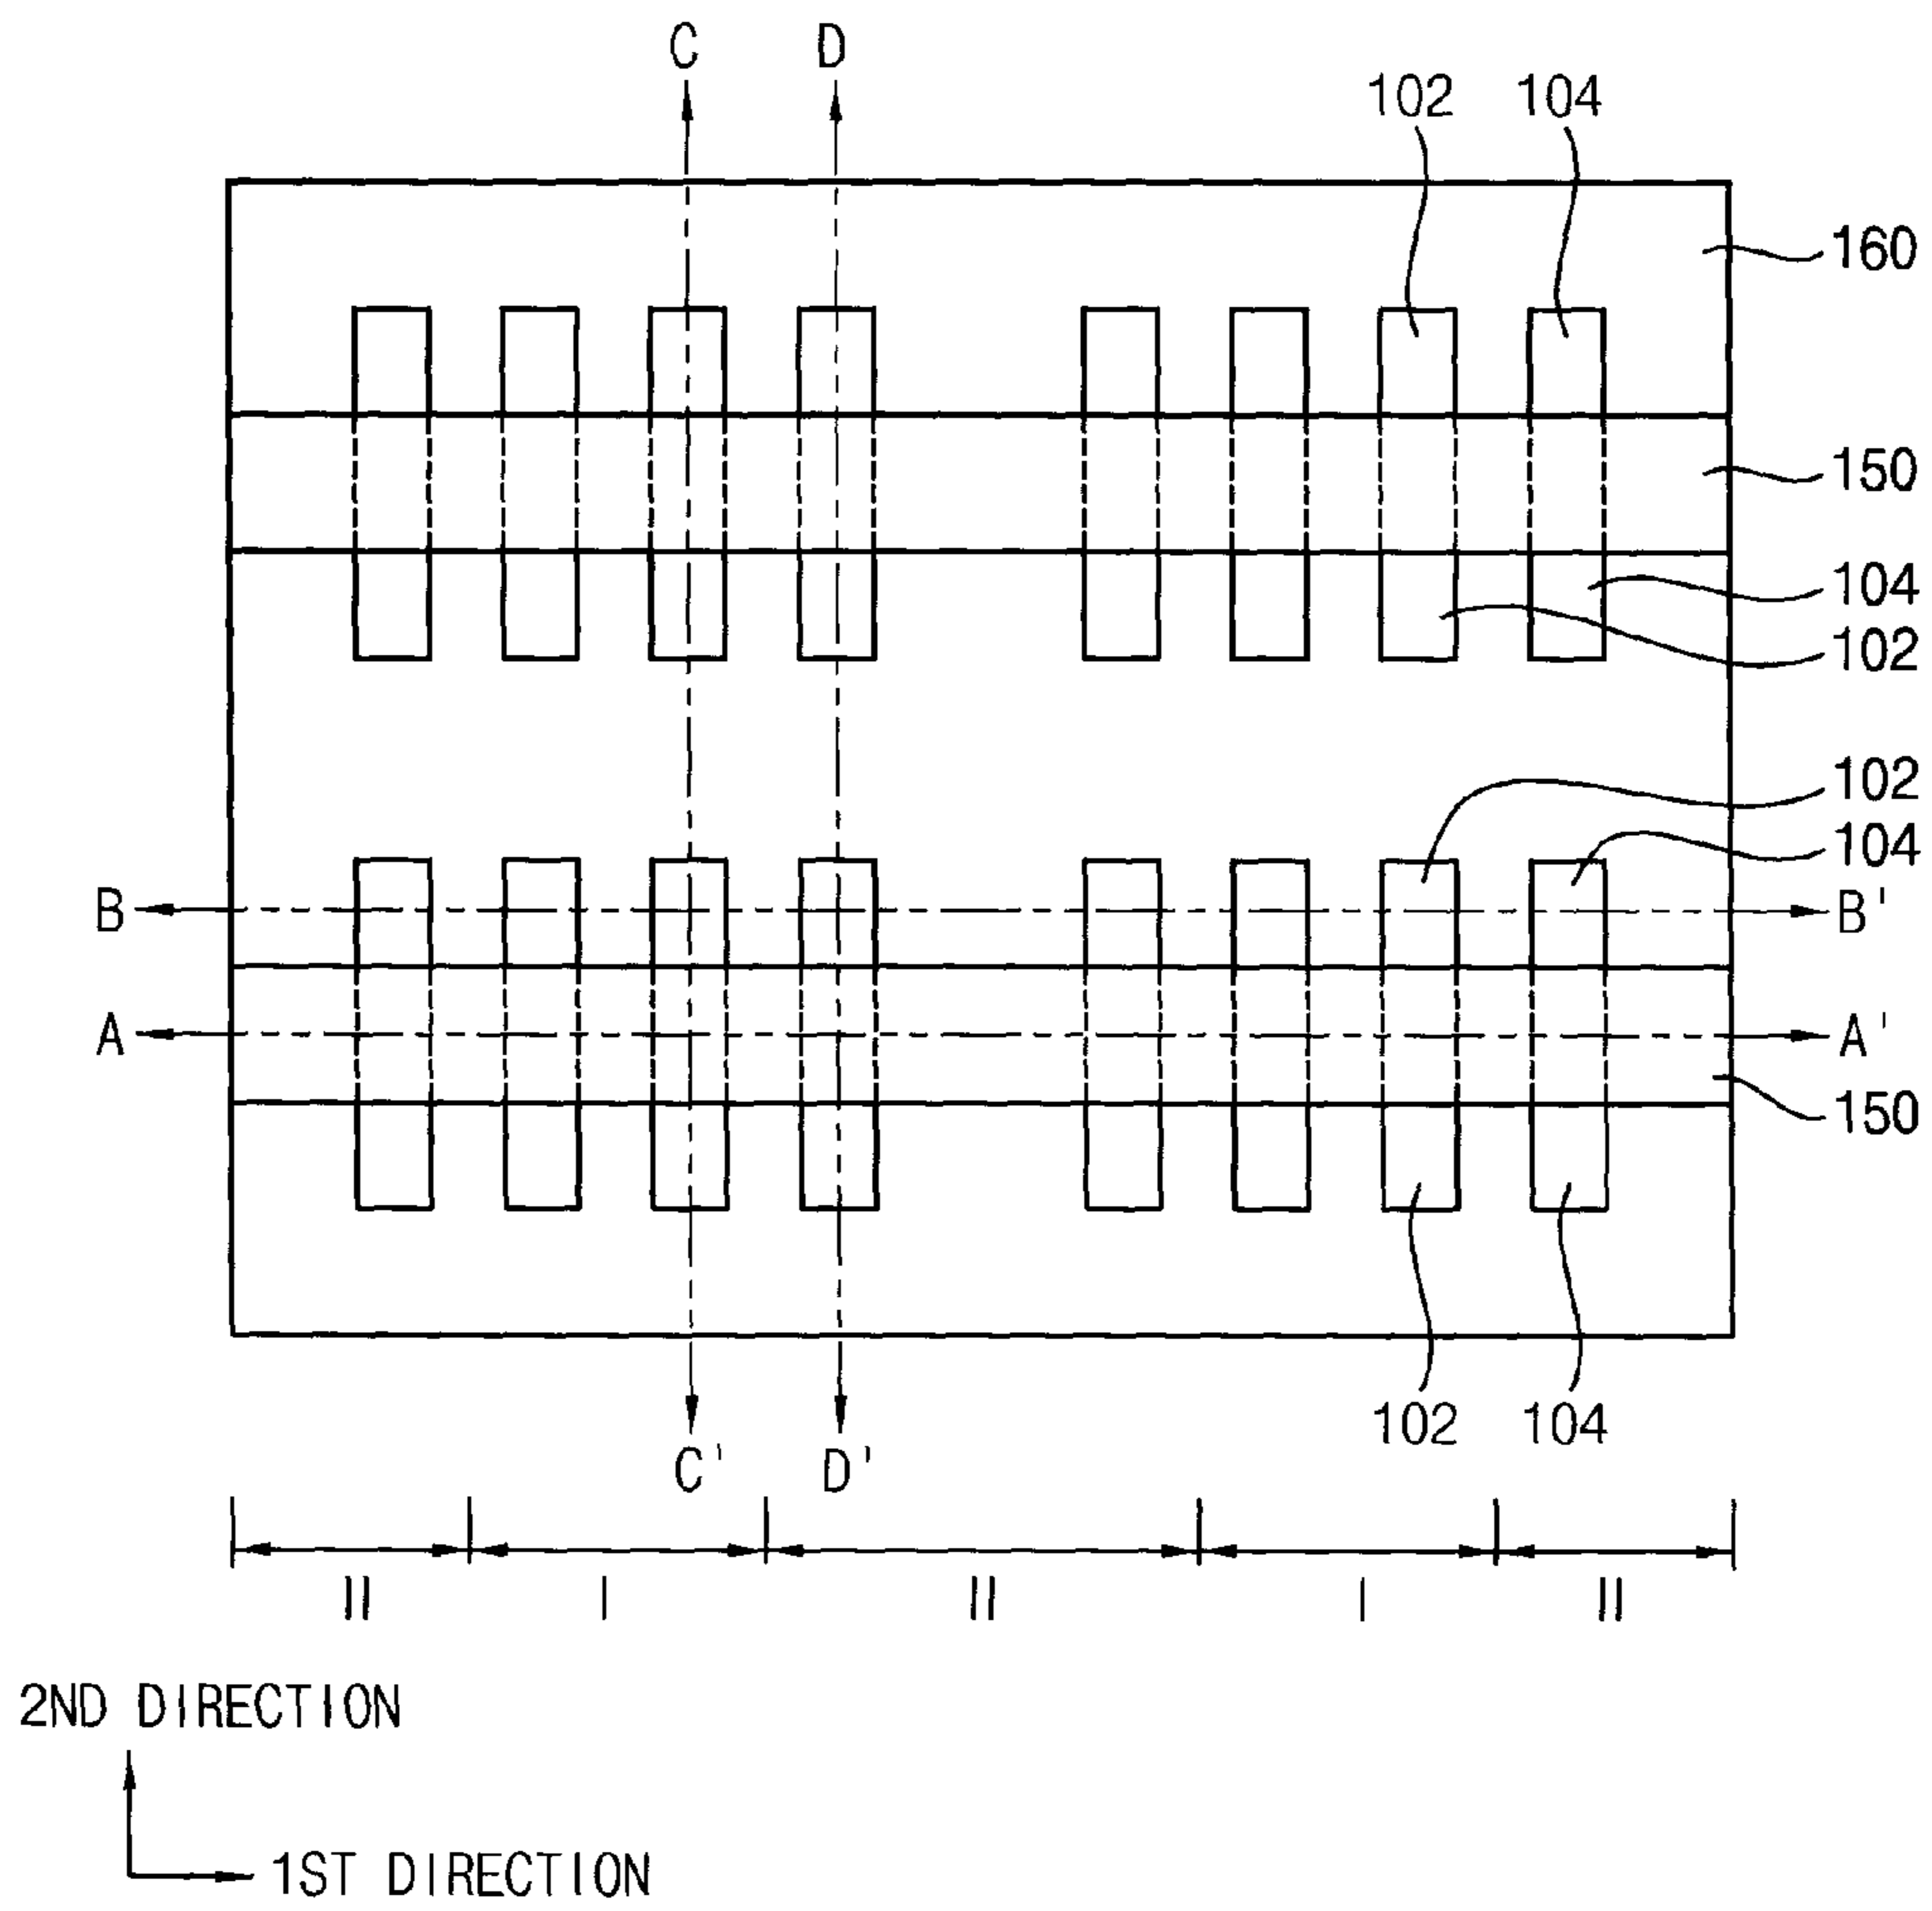 C D
102 104
160
150
104
102
102
104
B B'
A A'
150
102 104
C' D'
II I II I II
2ND DIRECTION
1ST DIRECTION